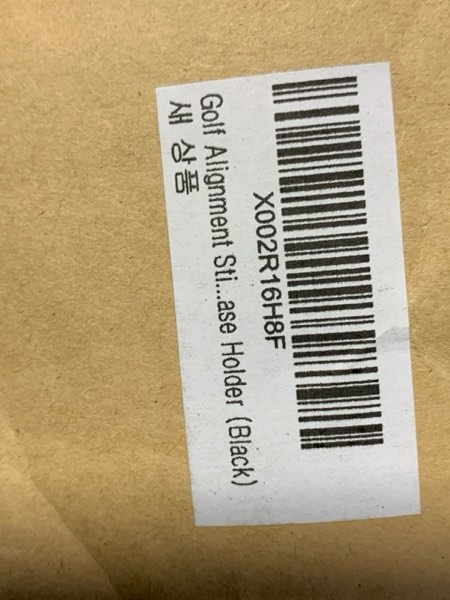 X002R16H8F
Golf Alignment Sti...ase Holder (Black)
새 상품